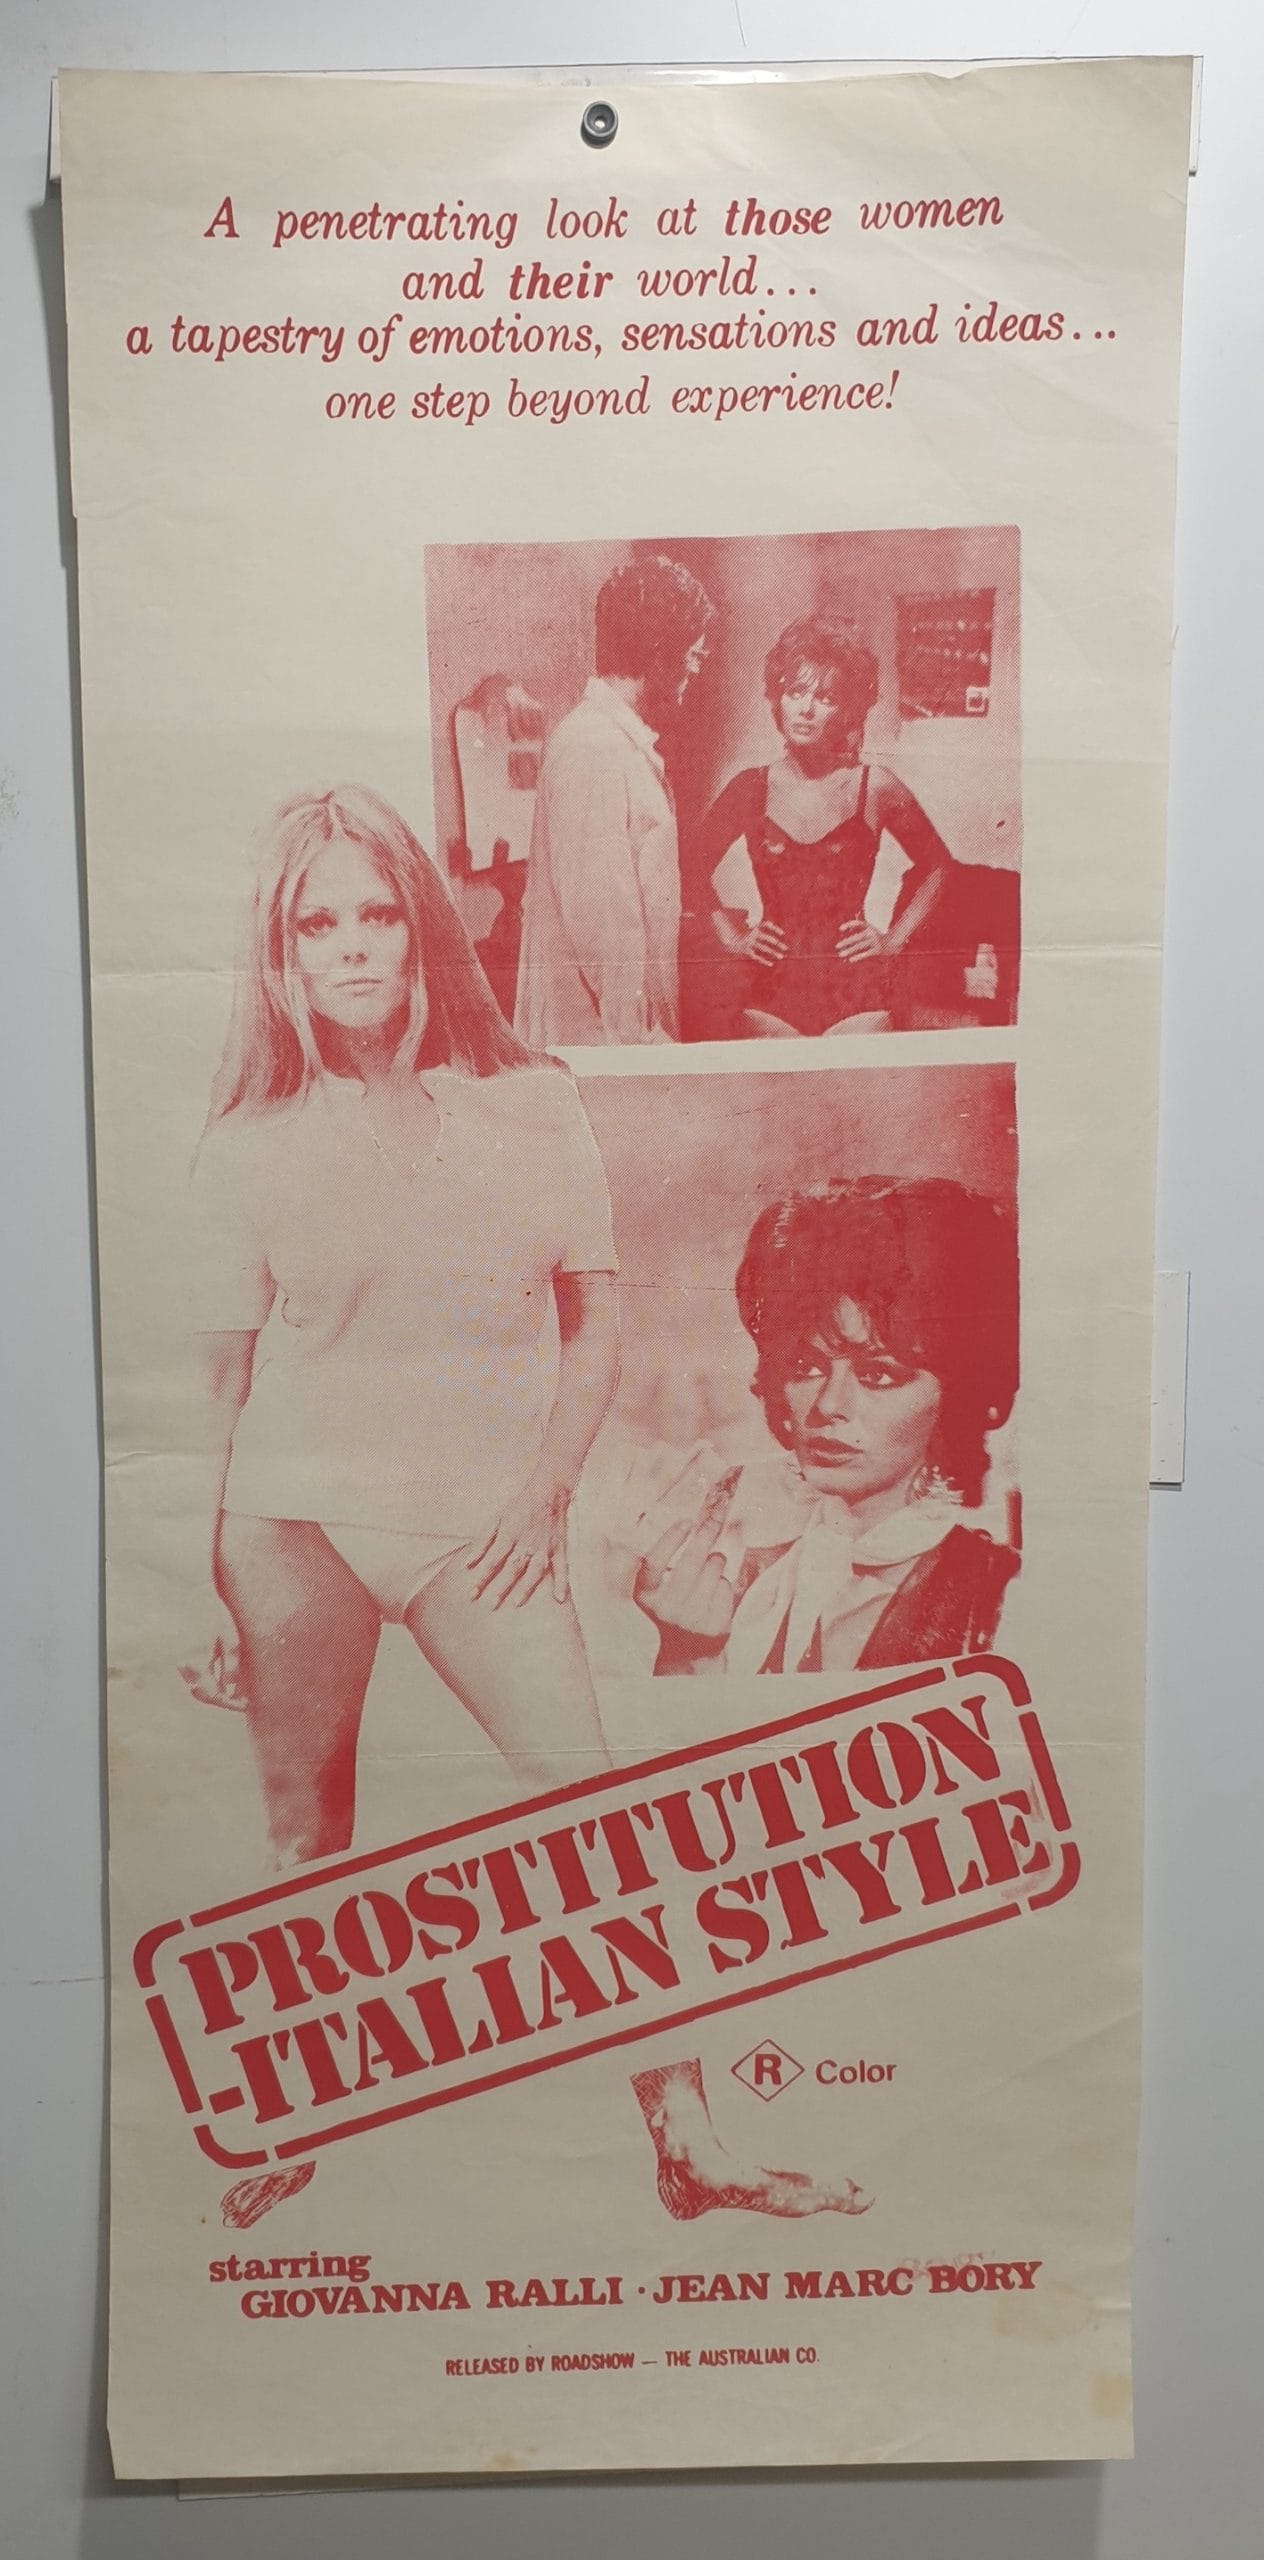 A penetrating look at those women
and their world...
a tapestry of emotions, sensations and ideas...
one step beyond experience!
PROSTITUTION
-ITALIAN STYLE
R Color
starring
GIOVANNA RALLI · JEAN MARC BORY
RELEASED BY ROADSHOW — THE AUSTRALIAN CO.